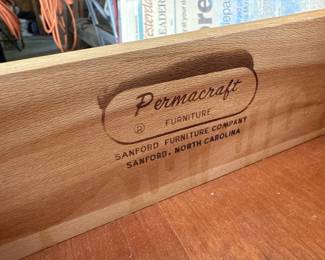 Permacraft
FURNITURE
®
SANFORD FURNITURE COMPANY
SANFORD, NORTH CAROLINA